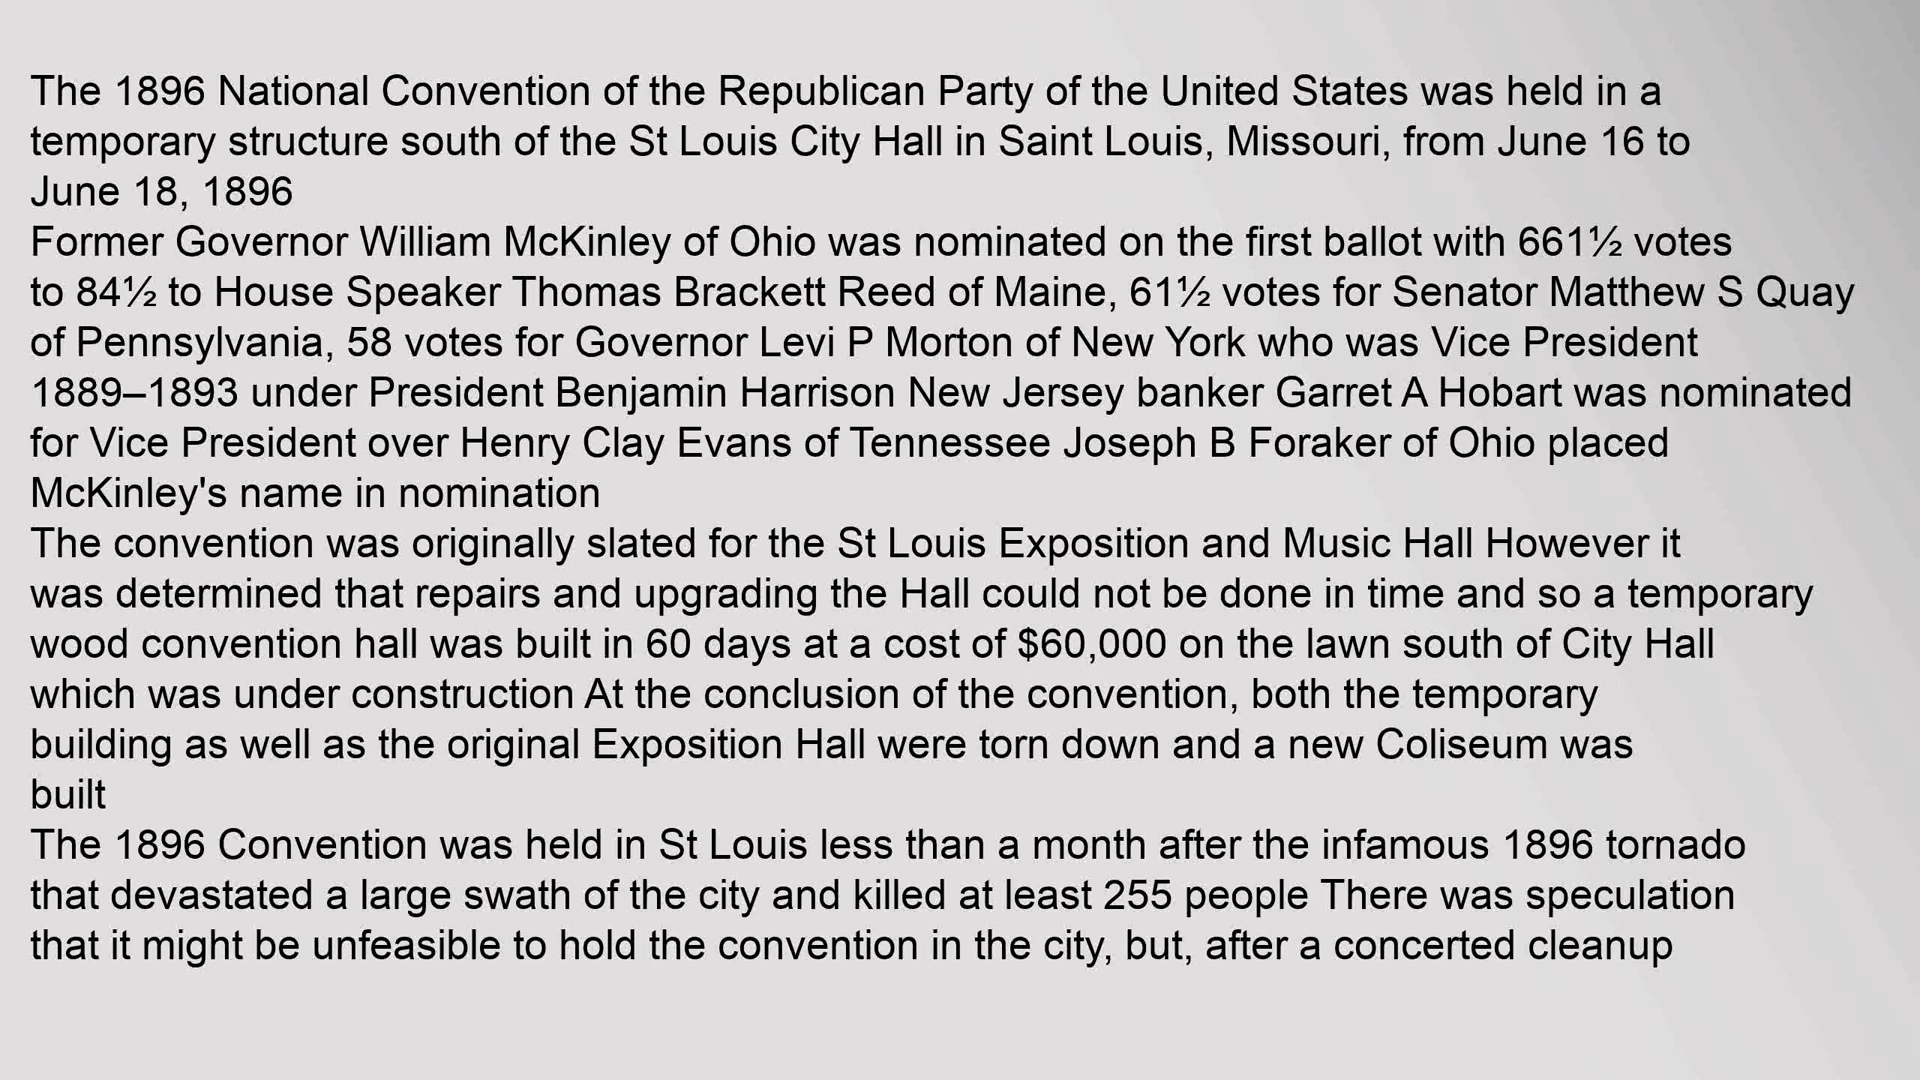 The 1896 National Convention of the Republican Party of the United States was held in a
temporary structure south of the St Louis City Hall in Saint Louis, Missouri, from June 16 to
June 18, 1896
Former Governor William McKinley of Ohio was nominated on the first ballot with 661½ votes
to 84½ to House Speaker Thomas Brackett Reed of Maine, 61½ votes for Senator Matthew S Quay
of Pennsylvania, 58 votes for Governor Levi P Morton of New York who was Vice President
1889–1893 under President Benjamin Harrison New Jersey banker Garret A Hobart was nominated
for Vice President over Henry Clay Evans of Tennessee Joseph B Foraker of Ohio placed
McKinley's name in nomination
The convention was originally slated for the St Louis Exposition and Music Hall However it
was determined that repairs and upgrading the Hall could not be done in time and so a temporary
wood convention hall was built in 60 days at a cost of $60,000 on the lawn south of City Hall
which was under construction At the conclusion of the convention, both the temporary
building as well as the original Exposition Hall were torn down and a new Coliseum was
built
The 1896 Convention was held in St Louis less than a month after the infamous 1896 tornado
that devastated a large swath of the city and killed at least 255 people There was speculation
that it might be unfeasible to hold the convention in the city, but, after a concerted cleanup